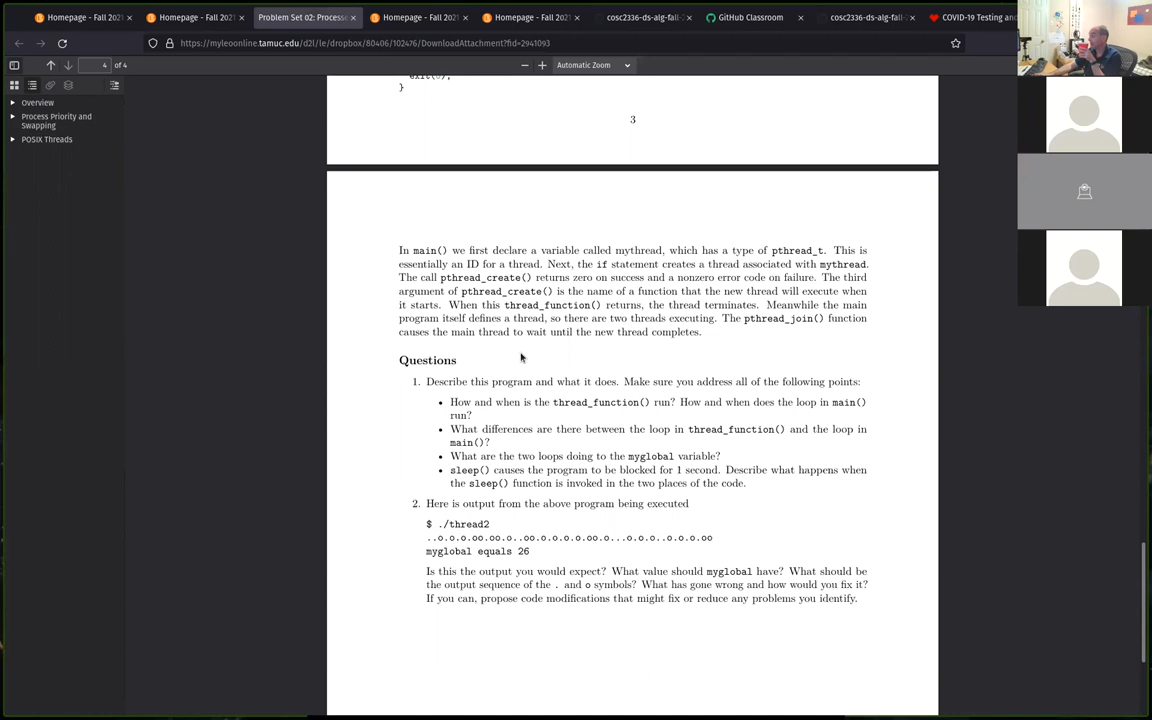 Homepage - Fall 2021
Homepage - Fall 2021
Problem Set 02: Processe
Homepage - Fall 2021
Homepage - Fall 2021
cosc2336-ds-alg-fall-
GitHub Classroom
cosc2336-ds-alg-fall-
COVID-19 Testing an
https://myleoonline.tamuc.edu/d2l/le/dropbox/80406/102476/DownloadAttachment?fid=2941093
4 of 4
Automatic Zoom
Overview
Process Priority and
Swapping
POSIX Threads
}
3
In main() we first declare a variable called mythread, which has a type of pthread_t. This is
essentially an ID for a thread. Next, the if statement creates a thread associated with mythread.
The call pthread_create() returns zero on success and a nonzero error code on failure. The third
argument of pthread_create() is the name of a function that the new thread will execute when
it starts. When this thread_function() returns, the thread terminates. Meanwhile the main
program itself defines a thread, so there are two threads executing. The pthread_join() function
causes the main thread to wait until the new thread completes.
Questions
1. Describe this program and what it does. Make sure you address all of the following points:
• How and when is the thread_function() run? How and when does the loop in main()
run?
• What differences are there between the loop in thread_function() and the loop in
main()?
• What are the two loops doing to the myglobal variable?
• sleep() causes the program to be blocked for 1 second. Describe what happens when
the sleep() function is invoked in the two places of the code.
2. Here is output from the above program being executed
$ ./thread2
..o.o.o.oo.oo.o..oo.o.o.o.o.oo.o...o.o.o..o.o.o.oo
myglobal equals 26
Is this the output you would expect? What value should myglobal have? What should be
the output sequence of the . and o symbols? What has gone wrong and how would you fix it?
If you can, propose code modifications that might fix or reduce any problems you identify.